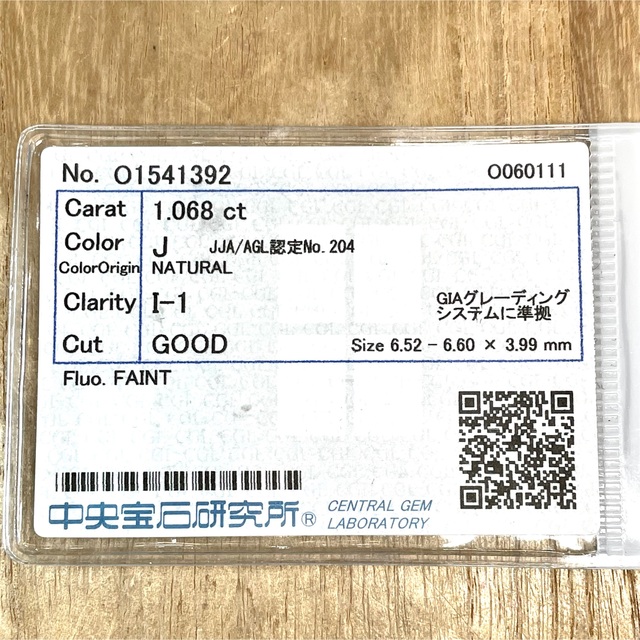 No. O1541392 O060111
Carat 1.068 ct
Color J JJA/AGL認定No.204
ColorOrigin NATURAL
Clarity I-1 GIAグレーディング
システムに準拠
Cut GOOD Size 6.52 - 6.60 × 3.99 mm
Fluo. FAINT
中央宝石研究所® CENTRAL GEM
LABORATORY